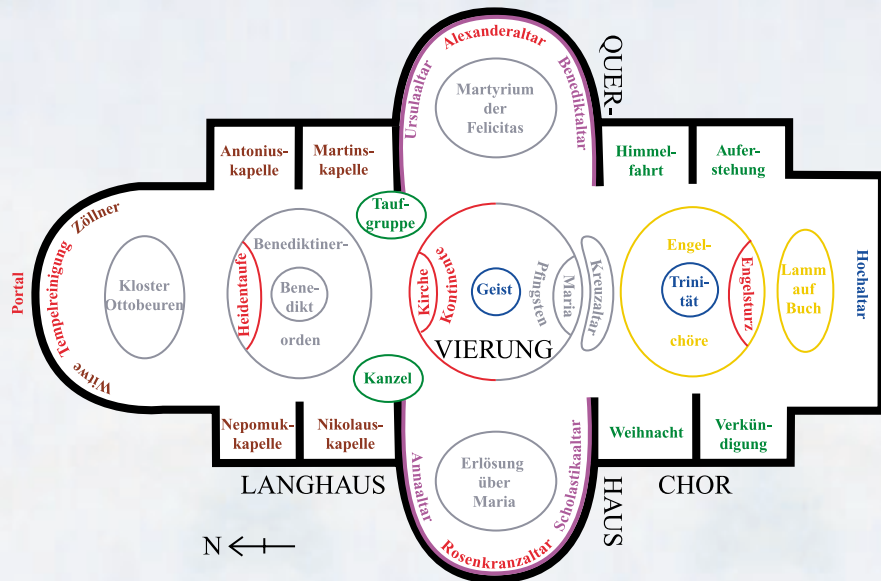 Alexanderaltar
Ursulaaltar
Benediktaltar
Martyrium
der
Felicitas
QUER-
Antonius-
kapelle
Martins-
kapelle
Himmel-
fahrt
Aufer-
stehung
Tauf-
gruppe
Portal
Tempelreinigung
Zöllner
Witwe
Kloster
Ottobeuren
Heidentaufe
Benediktiner-
Bene-
dikt
orden
Kirche
Kontinente
Geist
Pfingsten
Maria
Kreuzaltar
Engel-
Trini-
tät
chöre
Engelsturz
Lamm
auf
Buch
Hochaltar
VIERUNG
Kanzel
Nepomuk-
kapelle
Nikolaus-
kapelle
Weihnacht
Verkün-
digung
Annaaltar
Erlösung
über
Maria
Scholastikaaltar
Rosenkranzaltar
LANGHAUS
HAUS
CHOR
N